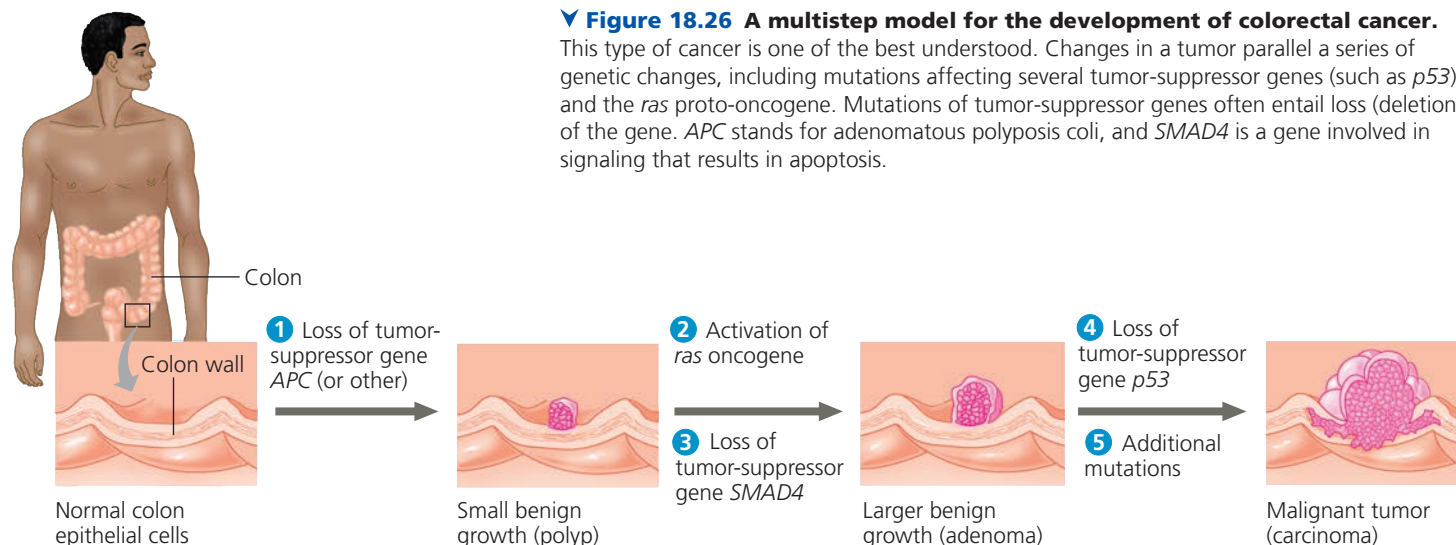 Figure 18.26 A multistep model for the development of colorectal cancer.
This type of cancer is one of the best understood. Changes in a tumor parallel a series of
genetic changes, including mutations affecting several tumor-suppressor genes (such as p53)
and the ras proto-oncogene. Mutations of tumor-suppressor genes often entail loss (deletion
of the gene. APC stands for adenomatous polyposis coli, and SMAD4 is a gene involved in
signaling that results in apoptosis.
Colon
Colon wall
Normal colon
epithelial cells
1 Loss of tumor-
suppressor gene
APC (or other)
Small benign
growth (polyp)
2 Activation of
ras oncogene
3 Loss of
tumor-suppressor
gene SMAD4
Larger benign
growth (adenoma)
4 Loss of
tumor-suppressor
gene p53
5 Additional
mutations
Malignant tumor
(carcinoma)